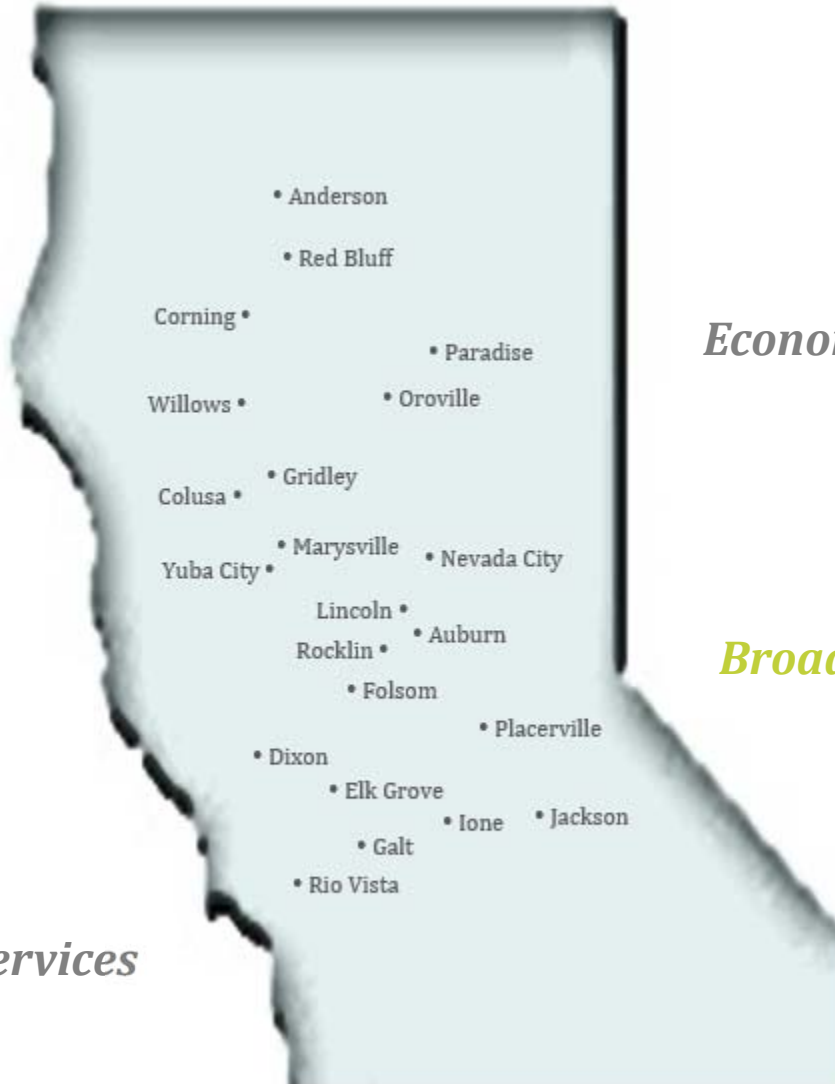 Anderson
Red Bluff
Corning
Paradise
Oroville
Willows
Gridley
Colusa
Marysville
Nevada City
Yuba City
Lincoln
Auburn
Rocklin
Folsom
Placerville
Dixon
Elk Grove
Ione
Jackson
Galt
Rio Vista
Econo
Broa
ervices